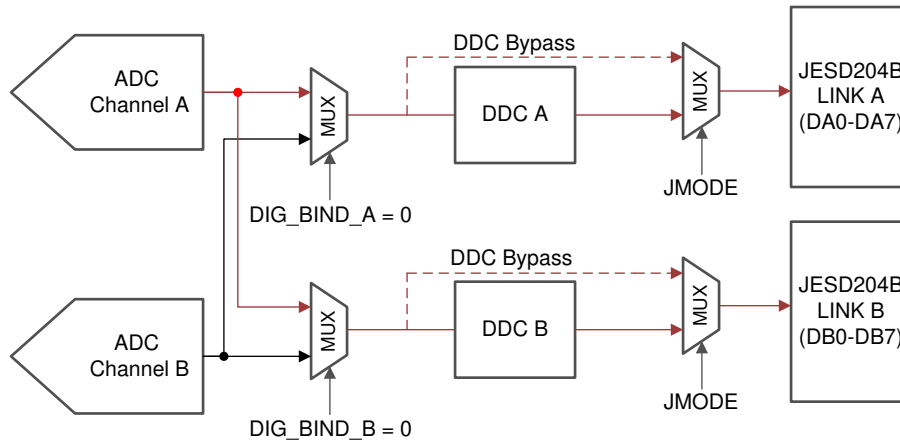 ADC
Channel A
MUX
DIG_BIND_A = 0
DDC Bypass
DDC A
MUX
JMODE
JESD204B
LINK A
(DA0-DA7)
ADC
Channel B
MUX
DIG_BIND_B = 0
DDC Bypass
DDC B
MUX
JMODE
JESD204B
LINK B
(DB0-DB7)